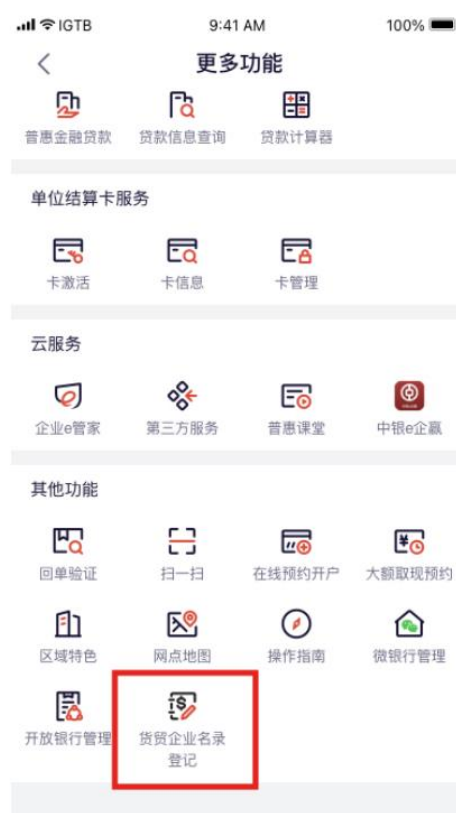 IGTB 9:41 AM 100%
更多功能
普惠金融贷款 贷款信息查询 贷款计算器
单位结算卡服务
卡激活 卡信息 卡管理
云服务
企业e管家 第三方服务 普惠课堂 中银e企赢
其他功能
回单验证 扫一扫 在线预约开户 大额取现预约
区域特色 网点地图 操作指南 微银行管理
开放银行管理 货贸企业名录
登记